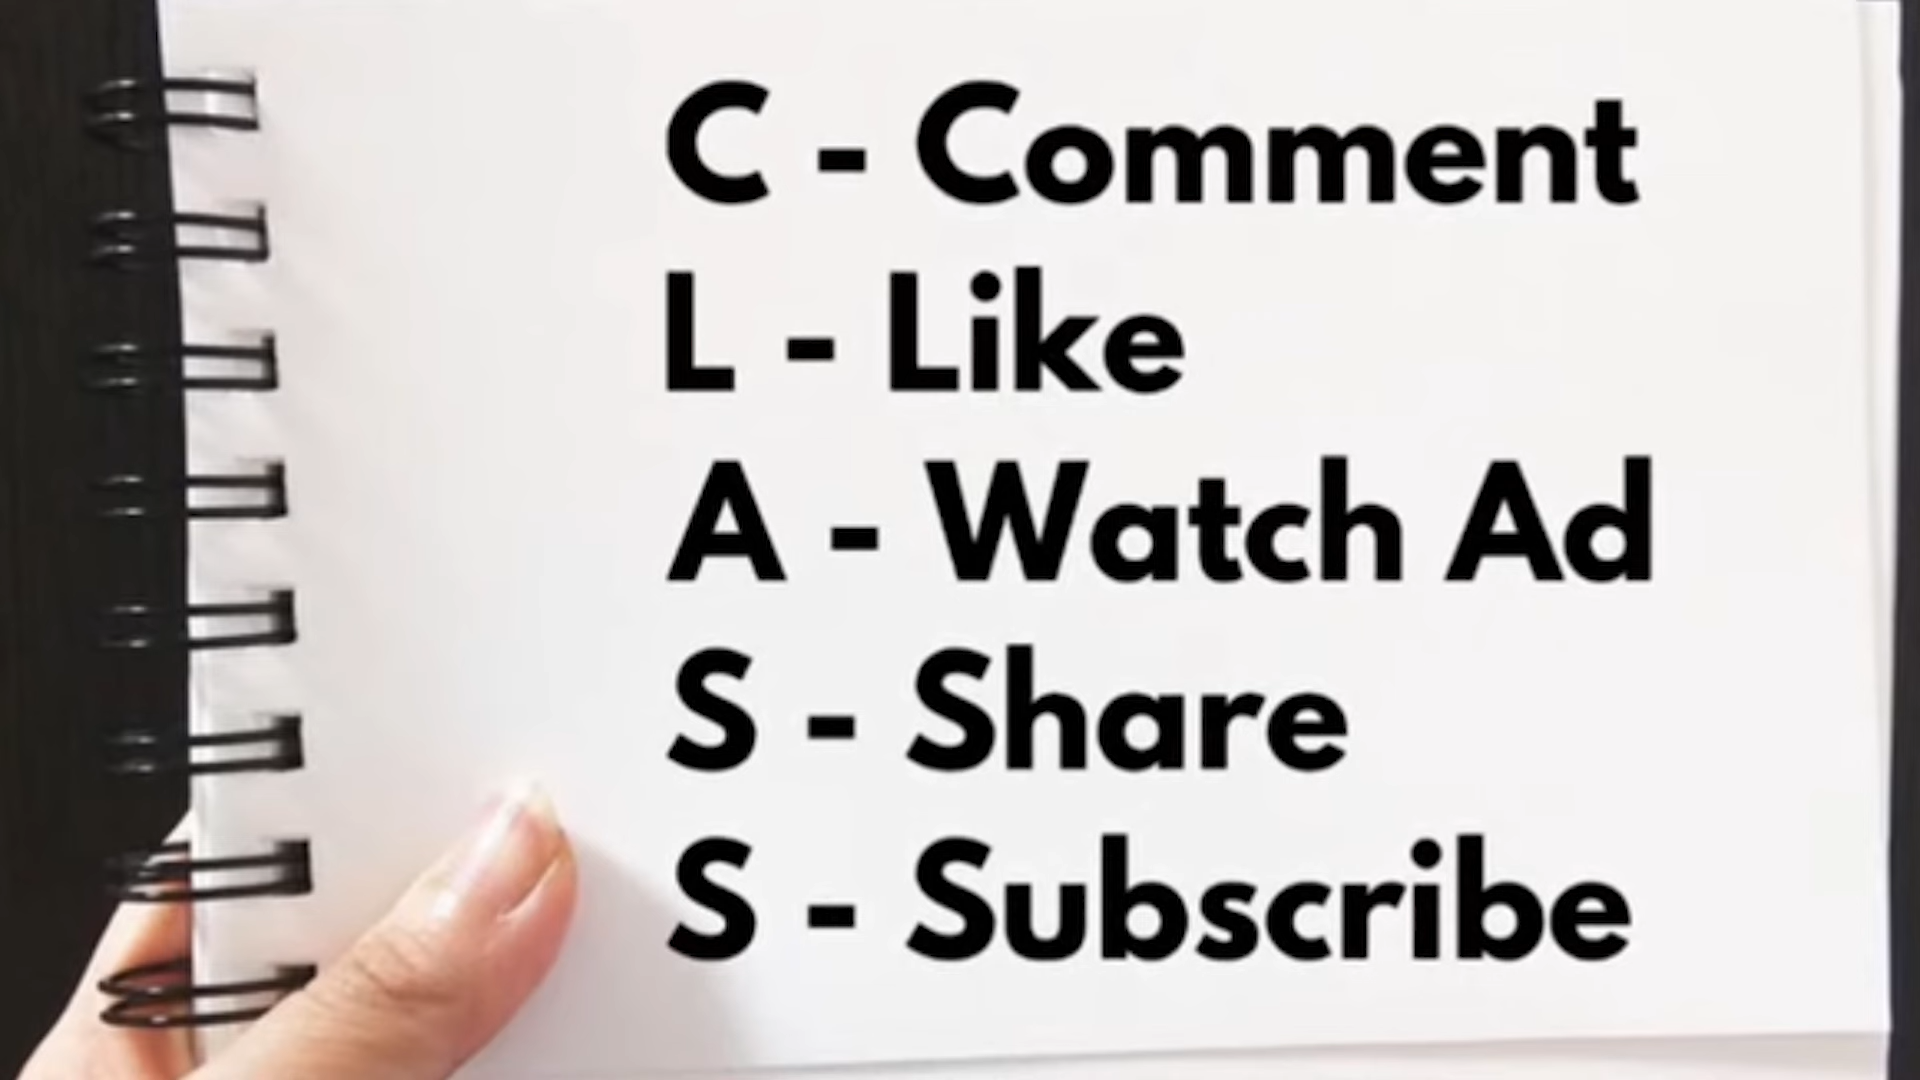 C - Comment
L - Like
A - Watch Ad
S - Share
S - Subscribe